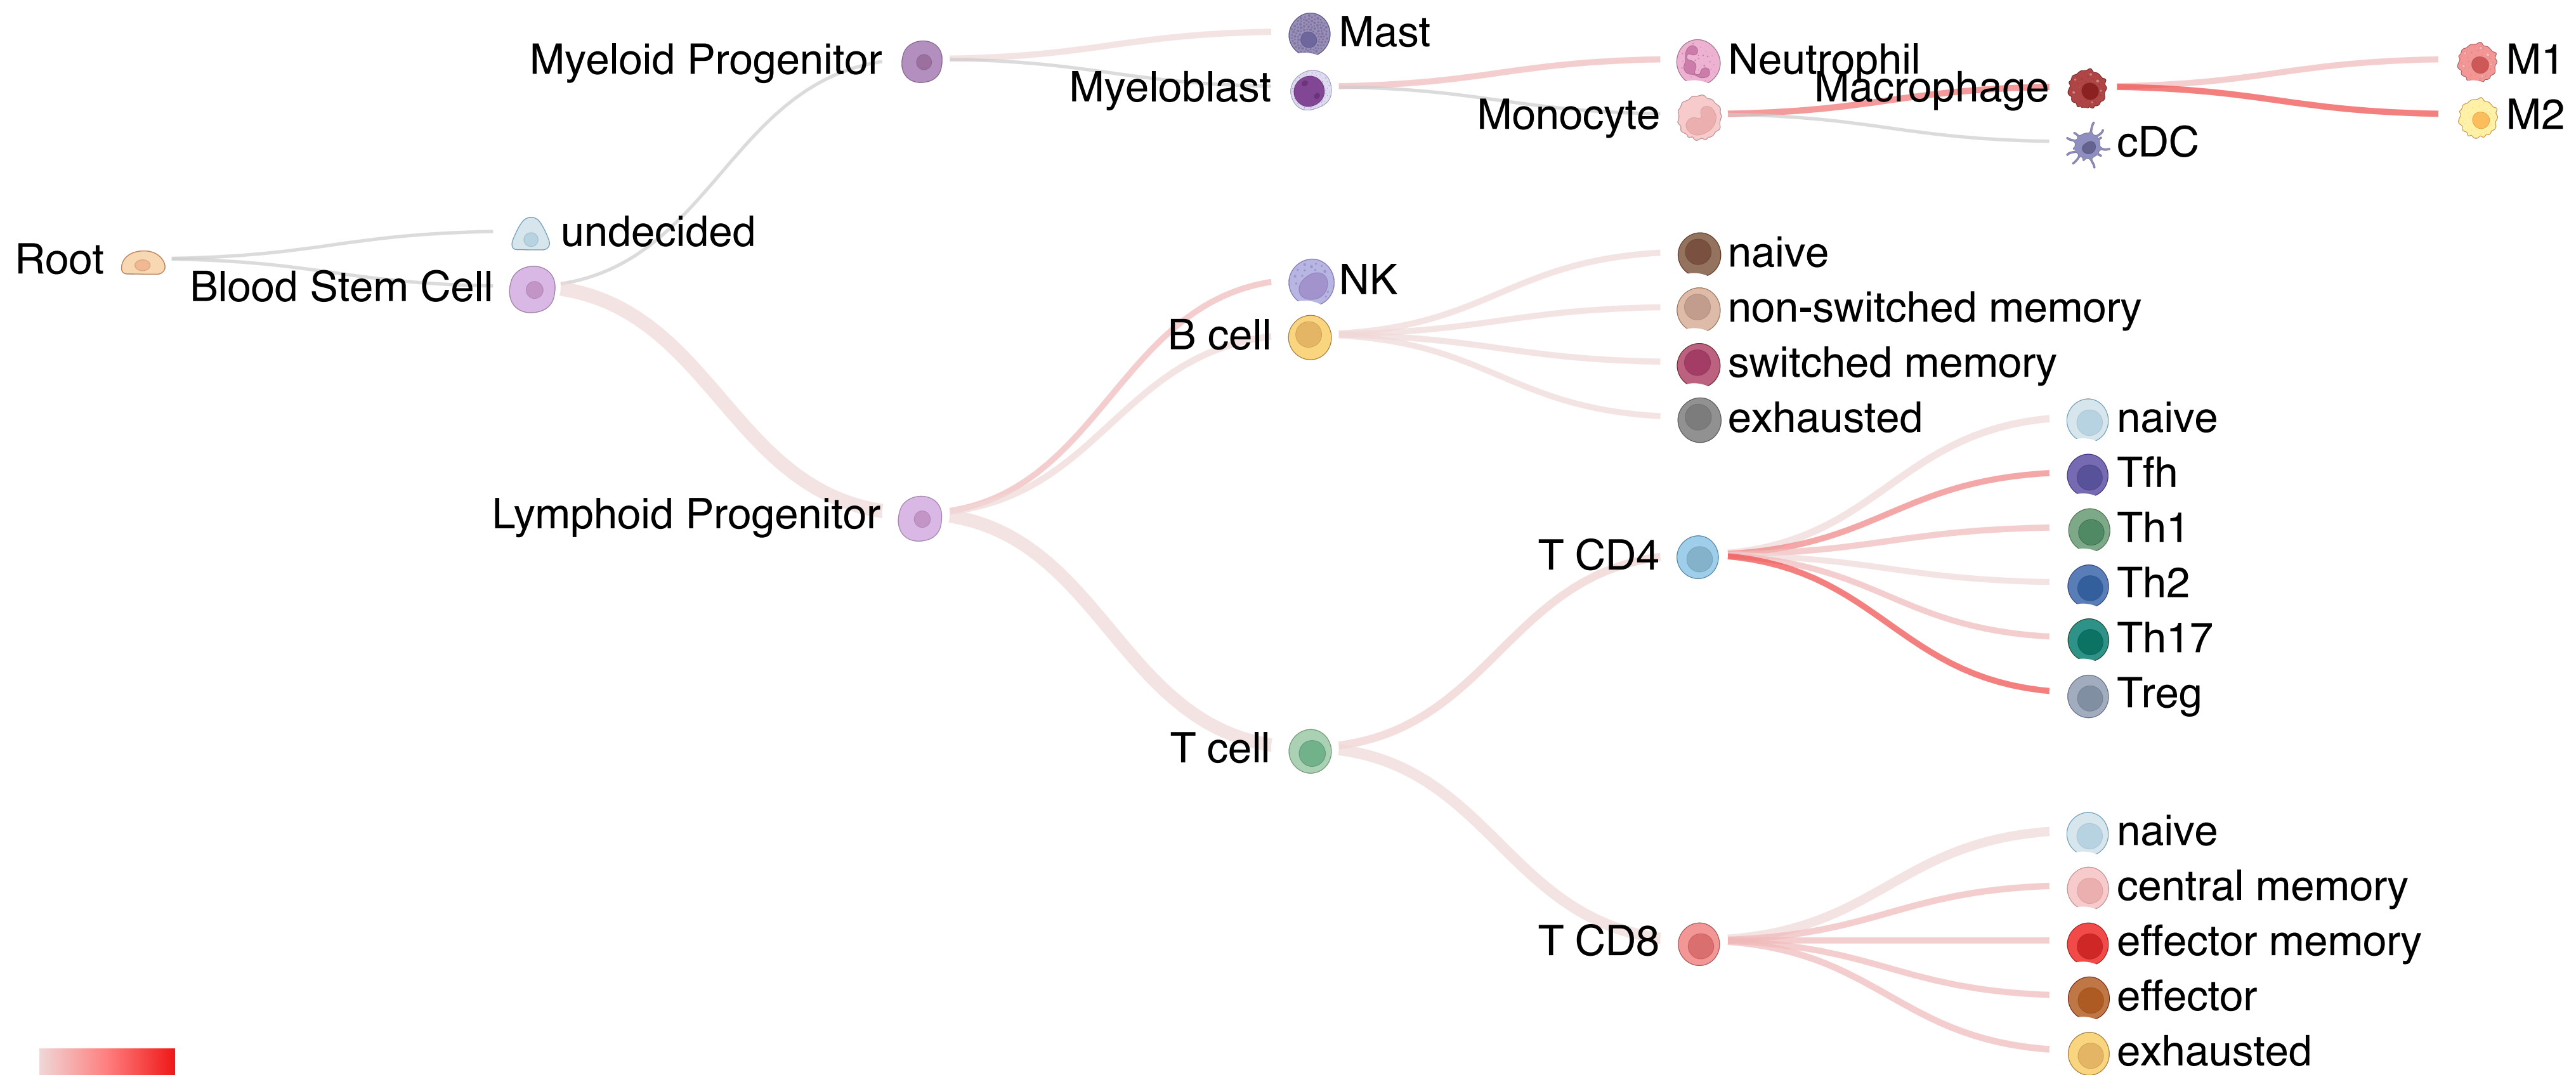 Mast
Myeloid Progenitor
Neutrophil
M1
Myeloblast
Macrophage
Monocyte
M2
cDC
undecided
Root
Blood Stem Cell
naive
NK
non-switched memory
B cell
switched memory
exhausted
naive
Tfh
Lymphoid Progenitor
Th1
T CD4
Th2
Th17
Treg
T cell
naive
central memory
T CD8
effector memory
effector
exhausted